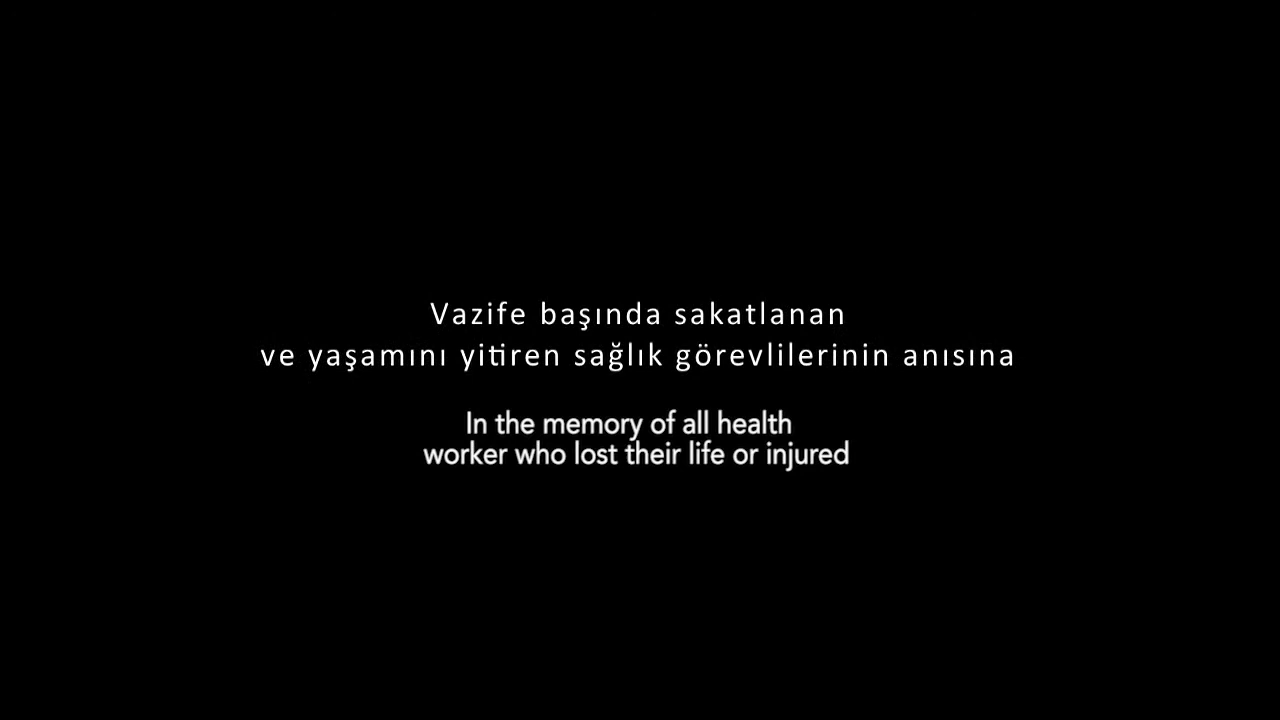 Vazife başında sakatlanan
ve yaşamını yitiren sağlık görevlilerinin anısına
In the memory of all health
worker who lost their life or injured